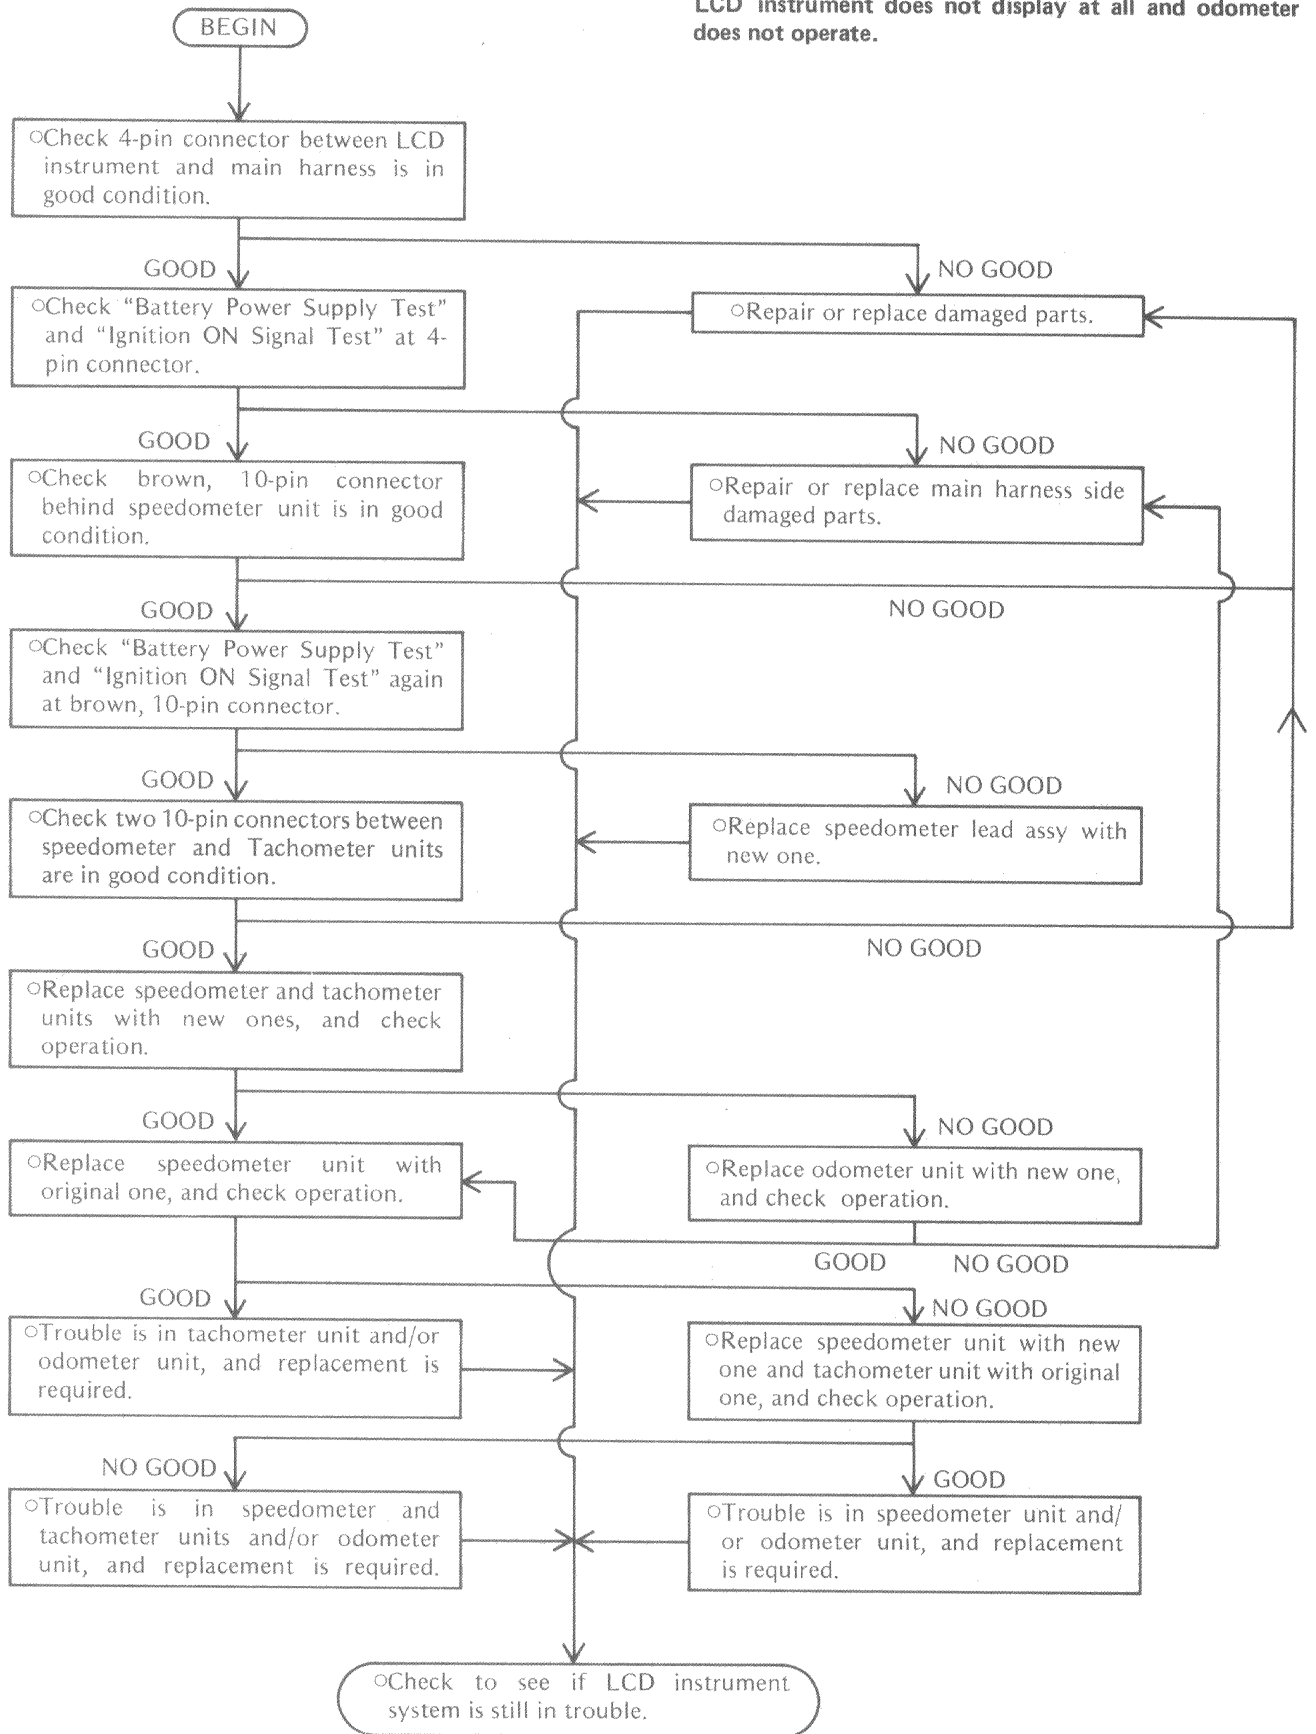 LCD instrument does not display at all and odometer
does not operate.
BEGIN
○Check 4-pin connector between LCD
instrument and main harness is in
good condition.
GOOD
NO GOOD
○Check “Battery Power Supply Test”
and “Ignition ON Signal Test” at 4-
pin connector.
○Repair or replace damaged parts.
GOOD
NO GOOD
○Check brown, 10-pin connector
behind speedometer unit is in good
condition.
○Repair or replace main harness side
damaged parts.
GOOD
NO GOOD
○Check “Battery Power Supply Test”
and “Ignition ON Signal Test” again
at brown, 10-pin connector.
GOOD
NO GOOD
○Check two 10-pin connectors between
speedometer and Tachometer units
are in good condition.
○Replace speedometer lead assy with
new one.
GOOD
NO GOOD
○Replace speedometer and tachometer
units with new ones, and check
operation.
GOOD
NO GOOD
○Replace speedometer unit with
original one, and check operation.
○Replace odometer unit with new one,
and check operation.
GOOD
NO GOOD
GOOD
NO GOOD
○Trouble is in tachometer unit and/or
odometer unit, and replacement is
required.
○Replace speedometer unit with new
one and tachometer unit with original
one, and check operation.
NO GOOD
GOOD
○Trouble is in speedometer and
tachometer units and/or odometer
unit, and replacement is required.
○Trouble is in speedometer unit and/
or odometer unit, and replacement
is required.
○Check to see if LCD instrument
system is still in trouble.